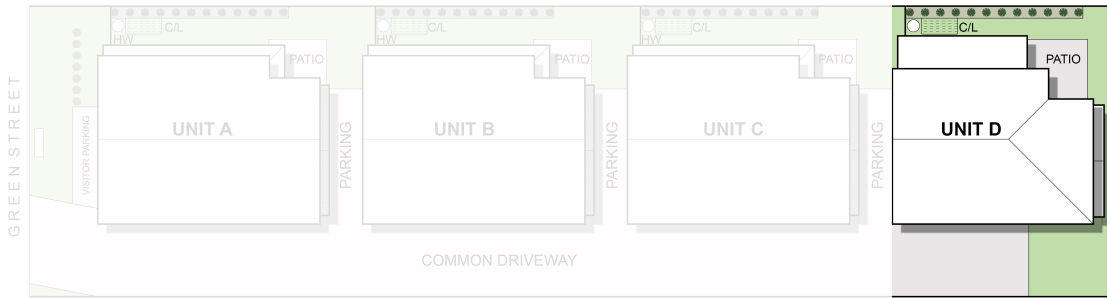 C/L
HW
PATIO
C/L
HW
PATIO
C/L
HW
PATIO
C/L
PATIO
GREEN STREET
VISITOR PARKING
UNIT A
PARKING
UNIT B
PARKING
UNIT C
PARKING
UNIT D
COMMON DRIVEWAY